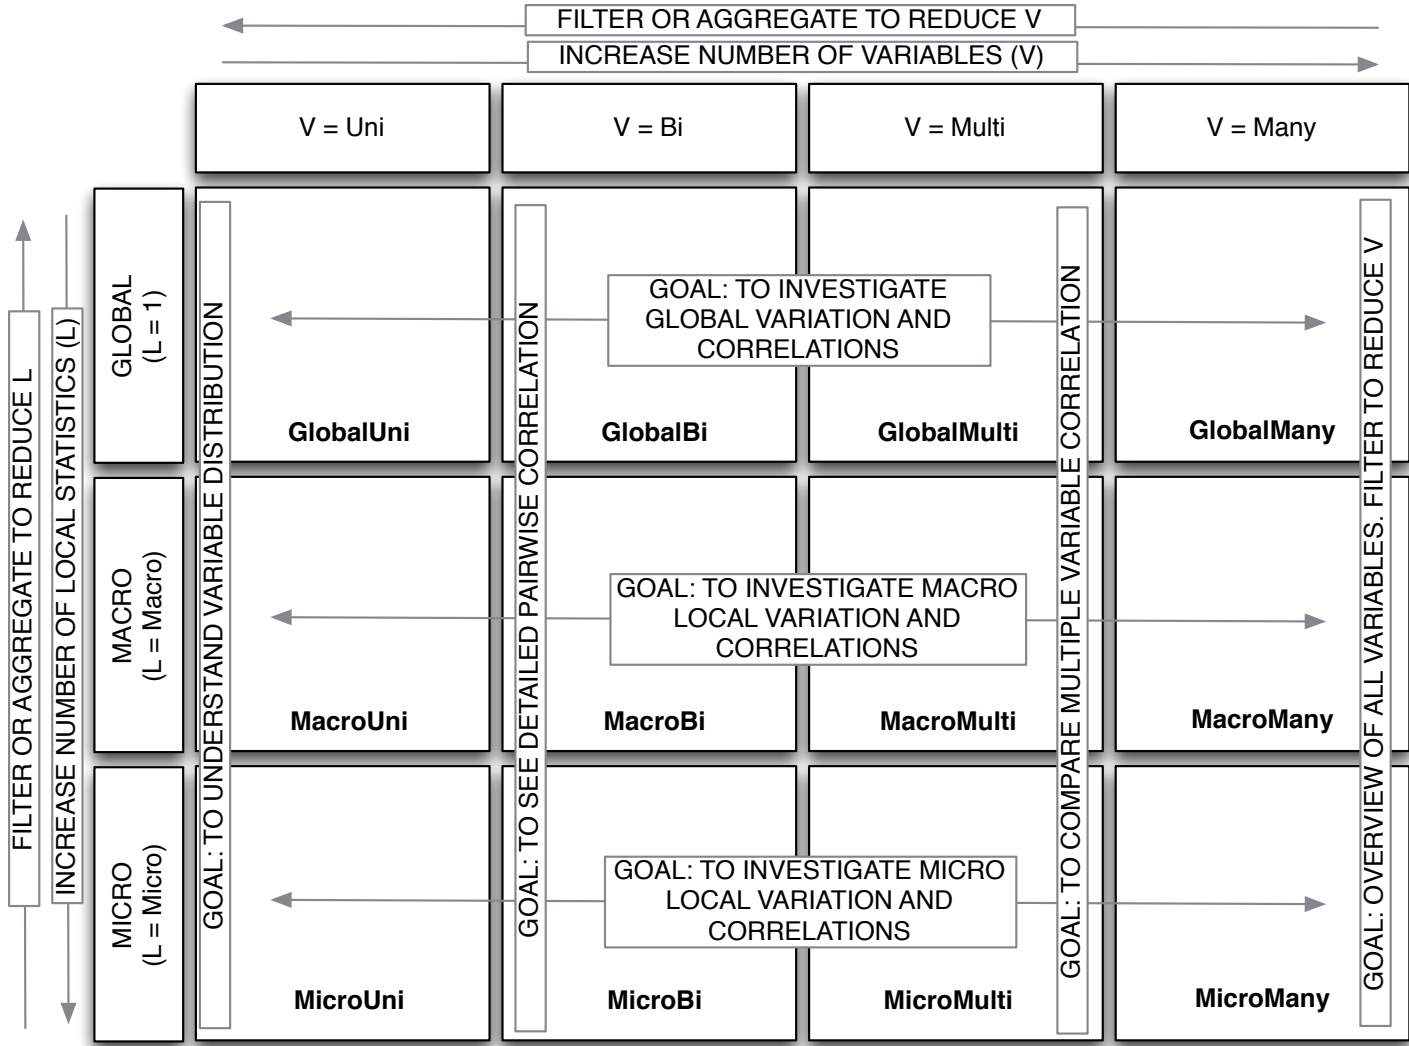 FILTER OR AGGREGATE TO REDUCE V
INCREASE NUMBER OF VARIABLES (V)
V = Uni
V = Bi
V = Multi
V = Many
FILTER OR AGGREGATE TO REDUCE L
INCREASE NUMBER OF LOCAL STATISTICS (L)
GLOBAL
(L = 1)
MACRO
(L = Macro)
MICRO
(L = Micro)
GOAL: TO UNDERSTAND VARIABLE DISTRIBUTION
GOAL: TO SEE DETAILED PAIRWISE CORRELATION
GOAL: TO COMPARE MULTIPLE VARIABLE CORRELATION
GOAL: OVERVIEW OF ALL VARIABLES. FILTER TO REDUCE V
GOAL: TO INVESTIGATE
GLOBAL VARIATION AND
CORRELATIONS
GlobalUni
GlobalBi
GlobalMulti
GlobalMany
GOAL: TO INVESTIGATE MACRO
LOCAL VARIATION AND
CORRELATIONS
MacroUni
MacroBi
MacroMulti
MacroMany
GOAL: TO INVESTIGATE MICRO
LOCAL VARIATION AND
CORRELATIONS
MicroUni
MicroBi
MicroMulti
MicroMany